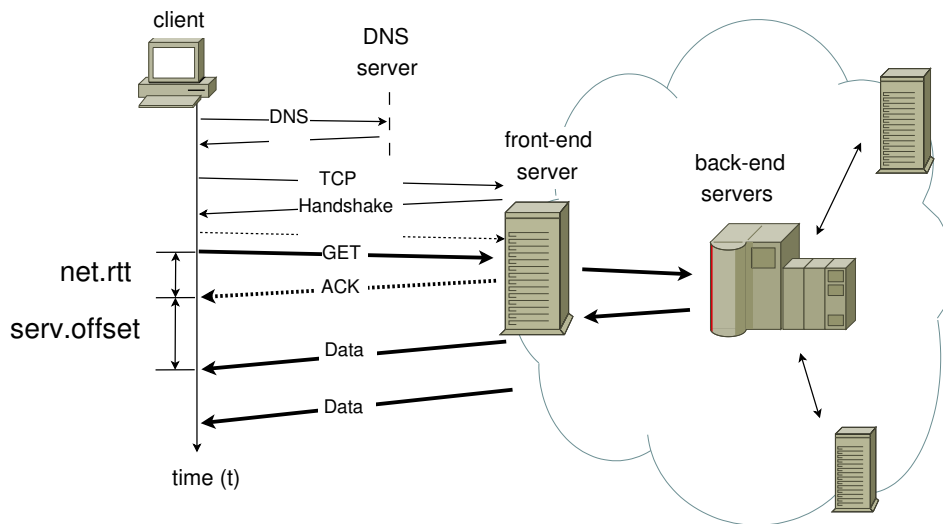 client
DNS
server
DNS
front-end
server
back-end
servers
TCP
Handshake
GET
net.rtt
ACK
serv.offset
Data
Data
time (t)